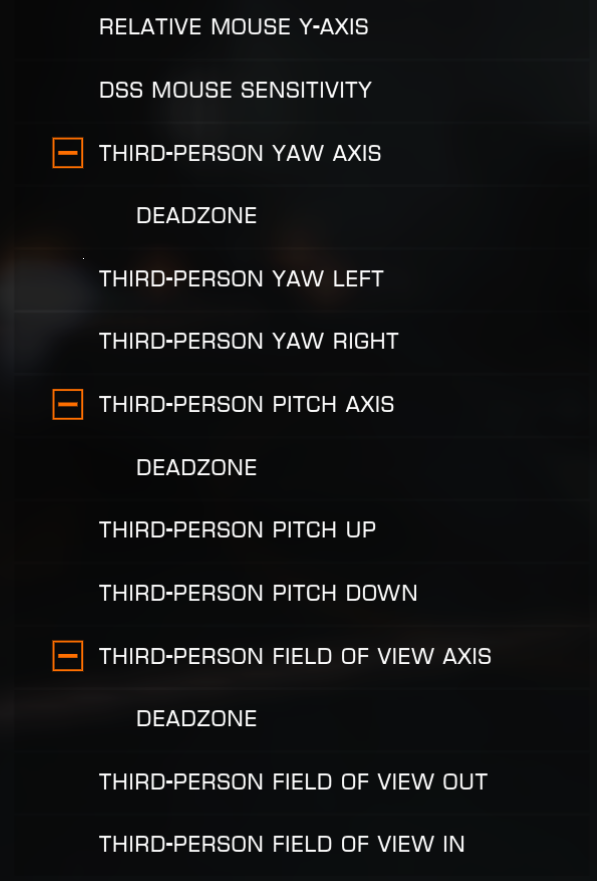 RELATIVE MOUSE Y-AXIS
DSS MOUSE SENSITIVITY
THIRD-PERSON YAW AXIS
DEADZONE
THIRD-PERSON YAW LEFT
THIRD-PERSON YAW RIGHT
THIRD-PERSON PITCH AXIS
DEADZONE
THIRD-PERSON PITCH UP
THIRD-PERSON PITCH DOWN
THIRD-PERSON FIELD OF VIEW AXIS
DEADZONE
THIRD-PERSON FIELD OF VIEW OUT
THIRD-PERSON FIELD OF VIEW IN